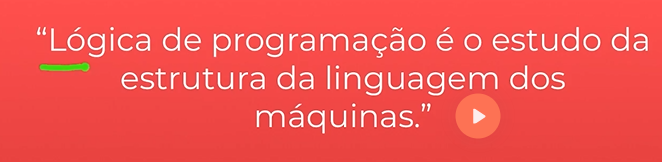 “Lógica de programação é o estudo da
estrutura da linguagem dos
máquinas.”